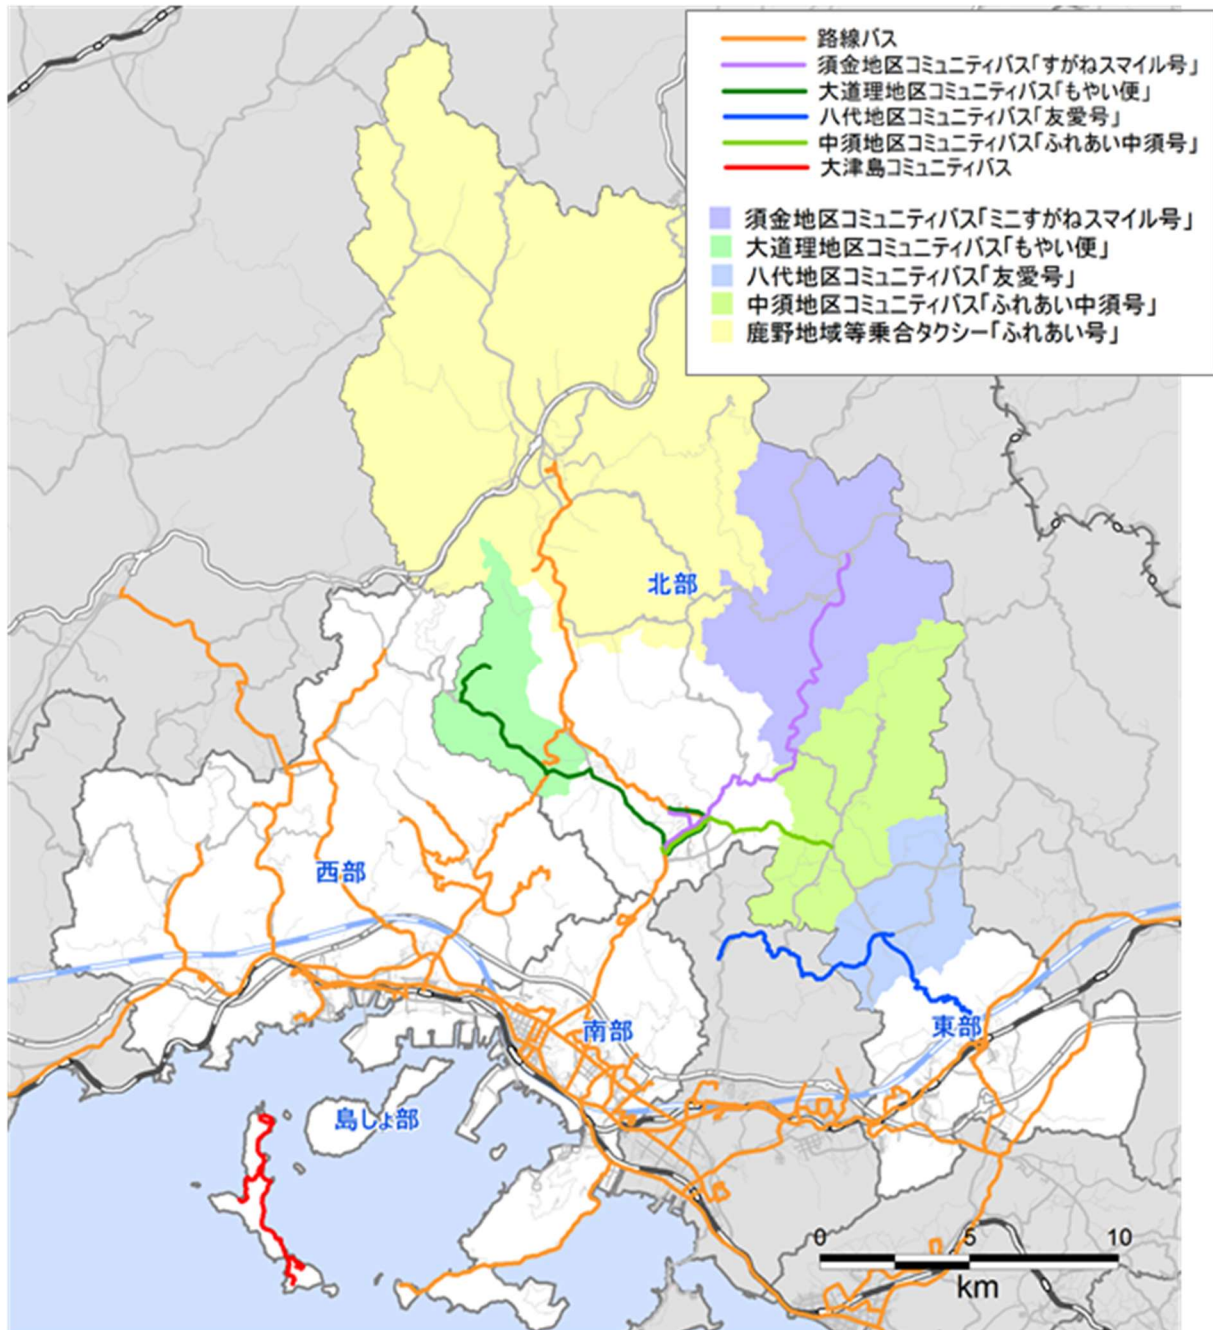 路線バス
須金地区コミュニティバス「すがねスマイル号」
大道理地区コミュニティバス「もやい便」
八代地区コミュニティバス「友愛号」
中須地区コミュニティバス「ふれあい中須号」
大津島コミュニティバス
須金地区コミュニティバス「ミニすがねスマイル号」
大道理地区コミュニティバス「もやい便」
八代地区コミュニティバス「友愛号」
中須地区コミュニティバス「ふれあい中須号」
鹿野地域等乗合タクシー「ふれあい号」
北部
西部
南部
東部
島しょ部
0 5 10
km